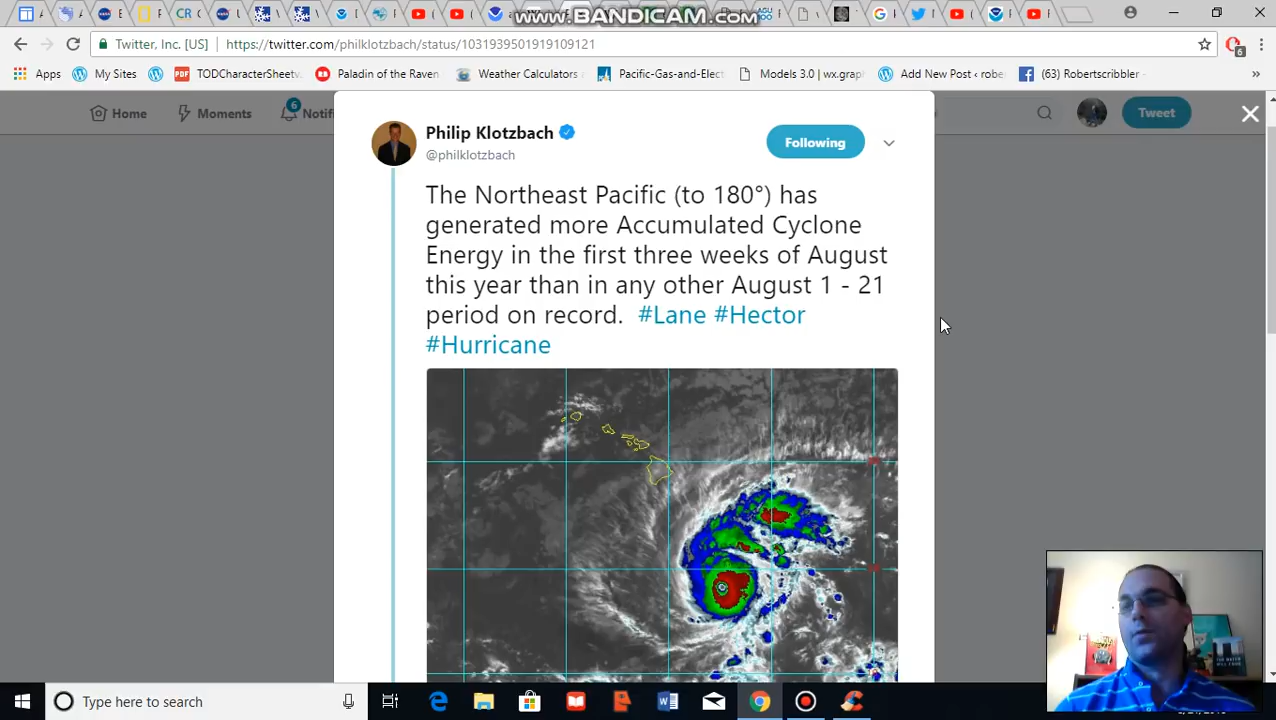 www.BANDICAM.com
Twitter, Inc. [US]
https://twitter.com/philklotzbach/status/1031939501919109121
6
Apps
My Sites
TODCharacterSheetv
Paladin of the Raven
Weather Calculators
Pacific-Gas-and-Elect
Models 3.0 | wx.grap
Add New Post ‹ robe
(63) Robertscribbler -
Home
Moments
6
Notifi
Tweet
Philip Klotzbach
@philklotzbach
Following
The Northeast Pacific (to 180°) has
generated more Accumulated Cyclone
Energy in the first three weeks of August
this year than in any other August 1 - 21
period on record. #Lane #Hector
#Hurricane
Type here to search